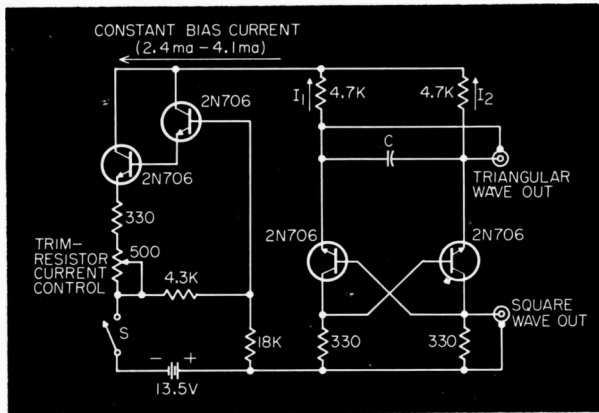 CONSTANT BIAS CURRENT
(2.4ma-4.1ma)
I1
4.7K
4.7K
I2
2N706
C
2N706
TRIANGULAR
WAVE OUT
330
2N706
2N706
TRIM-
RESISTOR
CURRENT
CONTROL
500
4.3K
SQUARE
WAVE OUT
S
18K
330
330
- +
13.5V